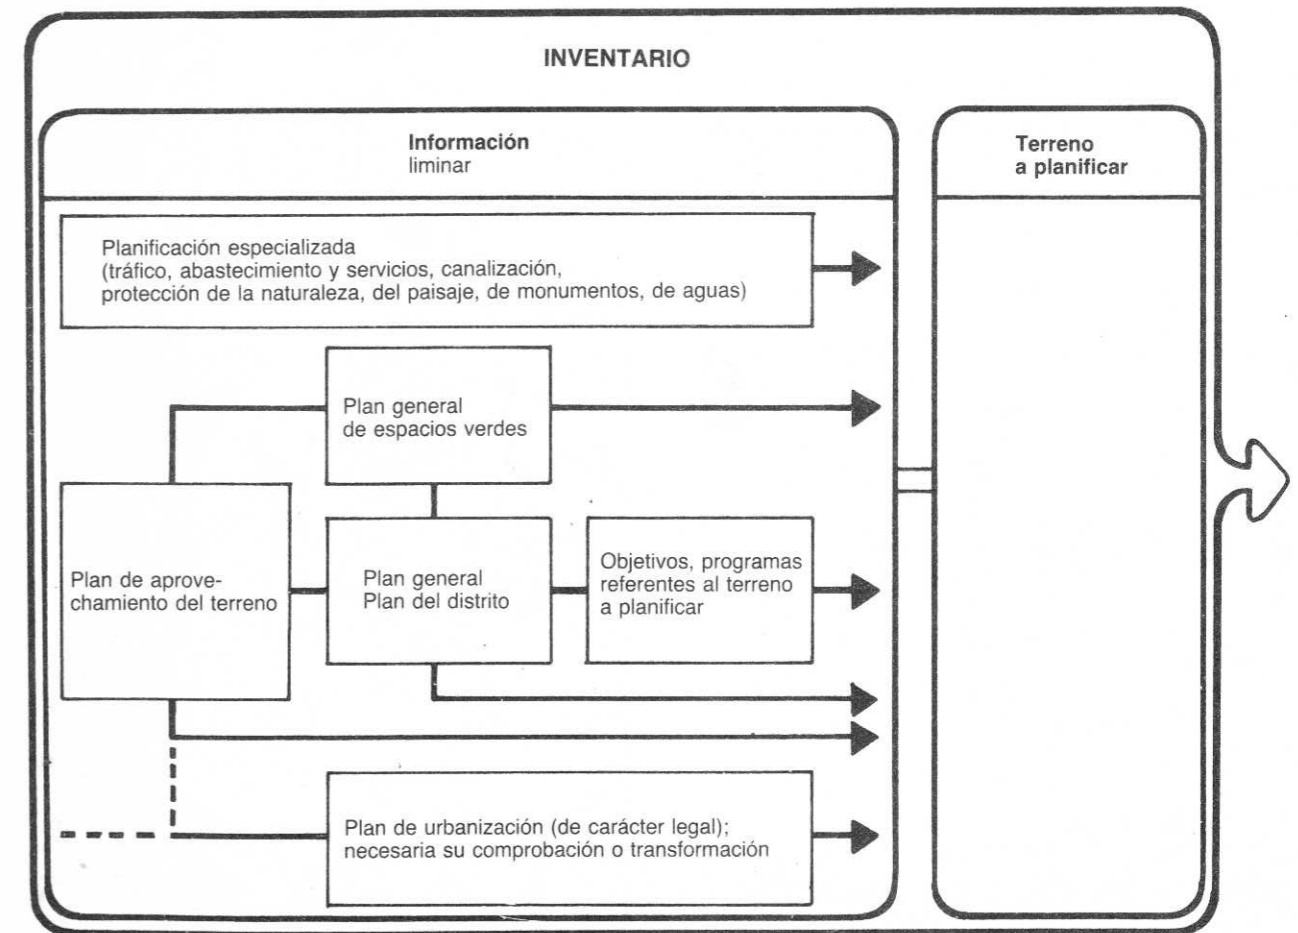 INVENTARIO
Información
liminar
Terreno
a planificar
Planificación especializada
(tráfico, abastecimiento y servicios, canalización,
protección de la naturaleza, del paisaje, de monumentos, de aguas)
Plan general
de espacios verdes
Plan de aprove-
chamiento del terreno
Plan general
Plan del distrito
Objetivos, programas
referentes al terreno
a planificar
Plan de urbanización (de carácter legal);
necesaria su comprobación o transformación